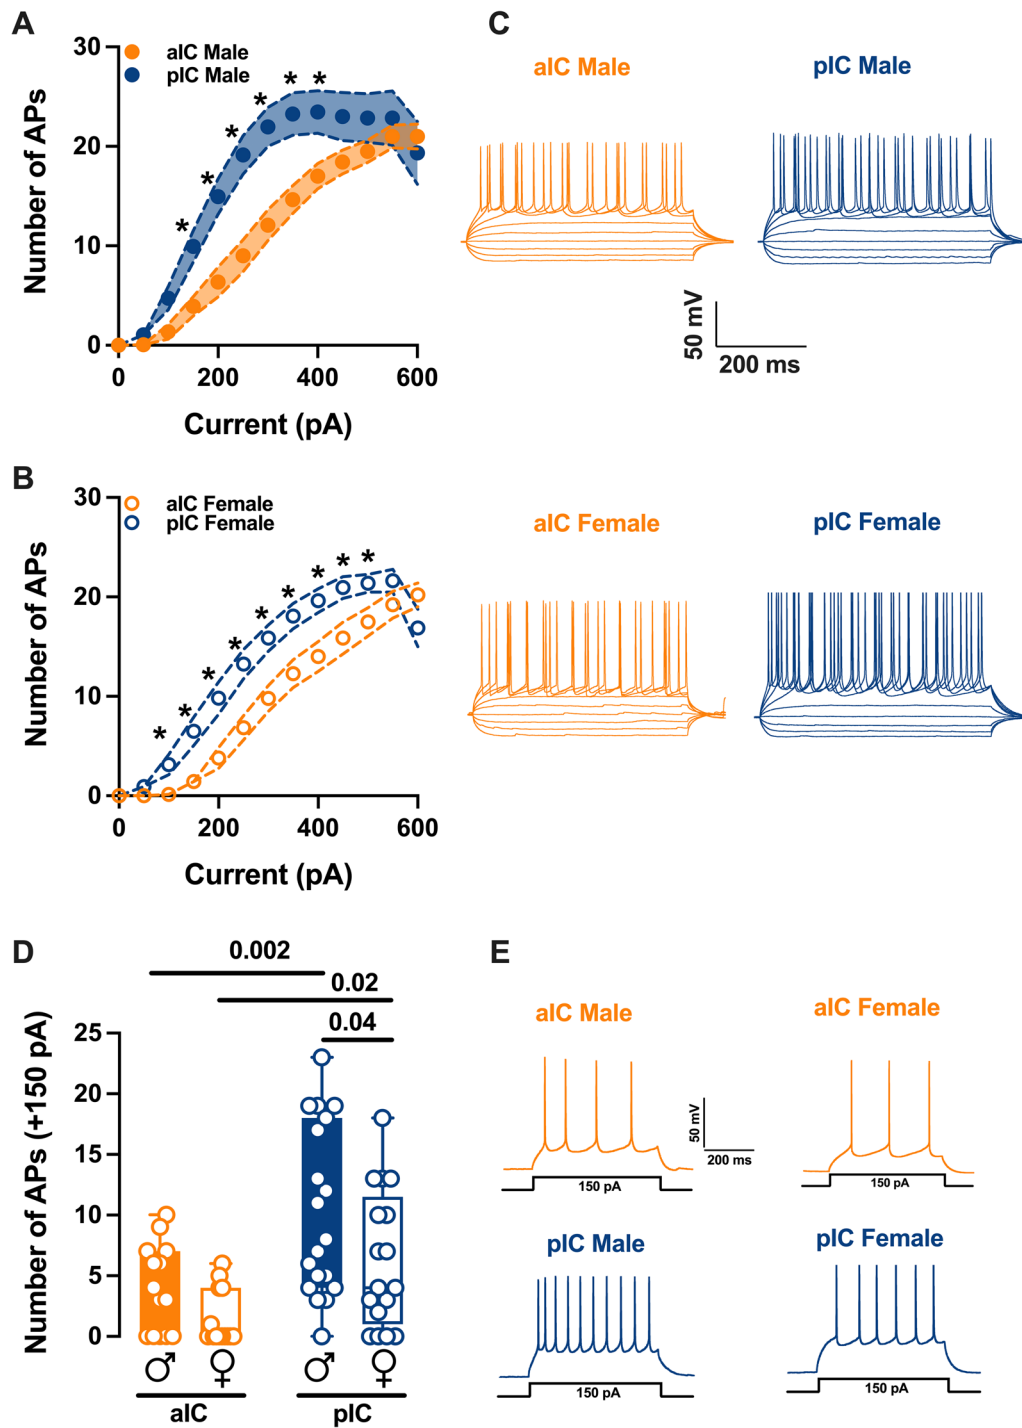 A
30
20
10
0
Number of APs
aIC Male
pIC Male
* * * * * *
0 200 400 600
Current (pA)
C
aIC Male
pIC Male
50 mV
200 ms
B
30
20
10
0
Number of APs
aIC Female
pIC Female
* * * * * * * * *
0 200 400 600
Current (pA)
aIC Female
pIC Female
D
0.002
0.02
0.04
25
20
15
10
5
0
Number of APs (+150 pA)
♂ ♀ ♂ ♀
aIC pIC
E
aIC Male
aIC Female
50 mV
200 ms
150 pA
150 pA
pIC Male
pIC Female
150 pA
150 pA